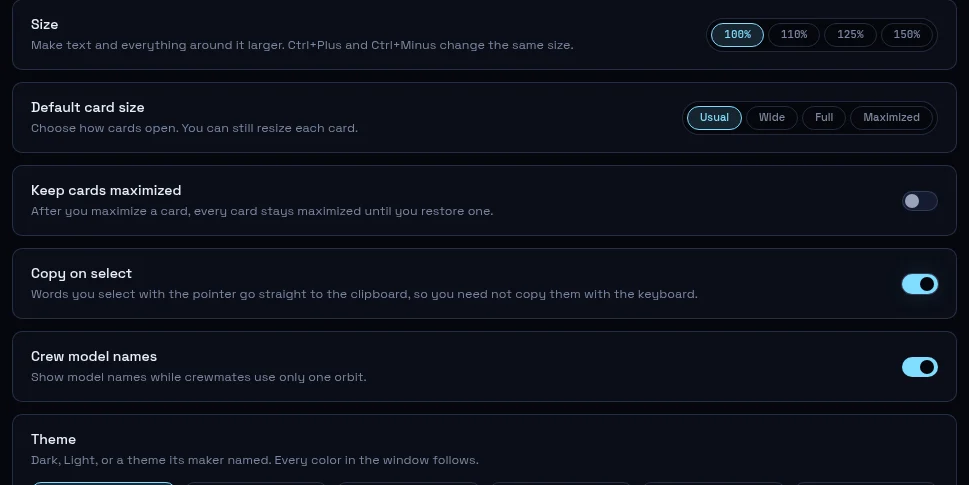 Size
Make text and everything around it larger. Ctrl+Plus and Ctrl+Minus change the same size.
100% 110% 125% 150%
Default card size
Choose how cards open. You can still resize each card.
Usual Wide Full Maximized
Keep cards maximized
After you maximize a card, every card stays maximized until you restore one.
Copy on select
Words you select with the pointer go straight to the clipboard, so you need not copy them with the keyboard.
Crew model names
Show model names while crewmates use only one orbit.
Theme
Dark, Light, or a theme its maker named. Every color in the window follows.